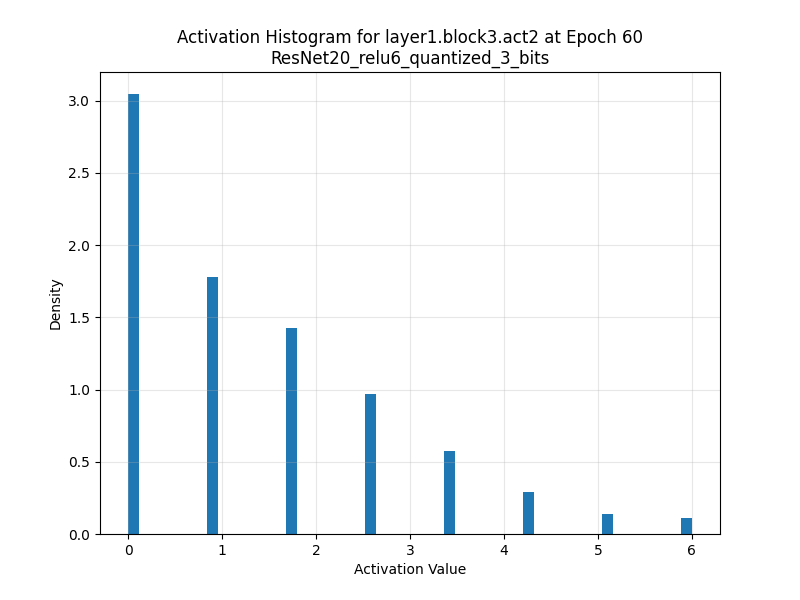 Activation Histogram for layer1.block3.act2 at Epoch 60
ResNet20_relu6_quantized_3_bits
Density
3.0
2.5
2.0
1.5
1.0
0.5
0.0
0 1 2 3 4 5 6
Activation Value